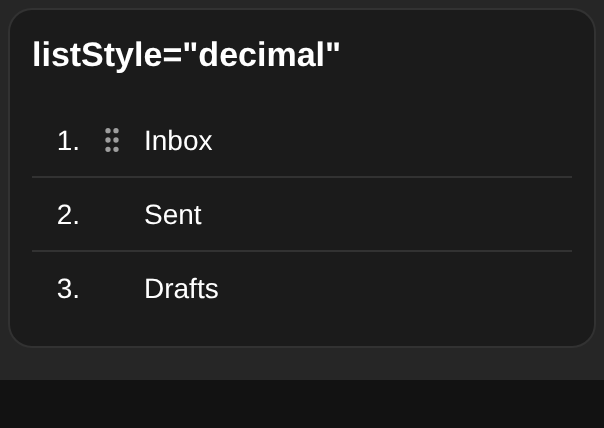 listStyle="decimal"
1. Inbox
2. Sent
3. Drafts